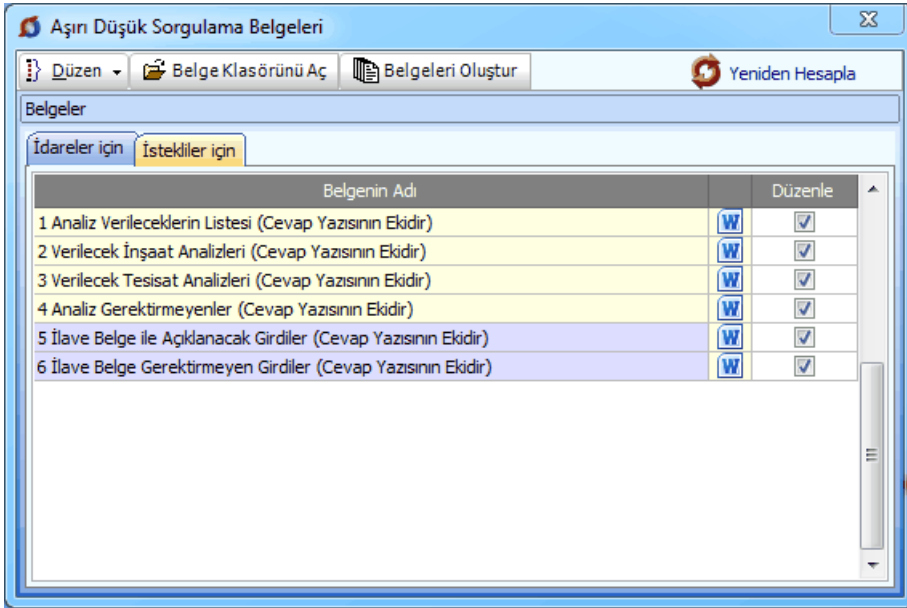 Aşırı Düşük Sorgulama Belgeleri
Düzen Belge Klasörünü Aç Belgeleri Oluştur Yeniden Hesapla
Belgeler
İdareler için İstekliler için
Belgenin Adı Düzenle
1 Analiz Verileceklerin Listesi (Cevap Yazısının Ekidir) W
2 Verilecek İnşaat Analizleri (Cevap Yazısının Ekidir) W
3 Verilecek Tesisat Analizleri (Cevap Yazısının Ekidir) W
4 Analiz Gerektirmeyenler (Cevap Yazısının Ekidir) W
5 İlave Belge ile Açıklanacak Girdiler (Cevap Yazısının Ekidir) W
6 İlave Belge Gerektirmeyen Girdiler (Cevap Yazısının Ekidir) W